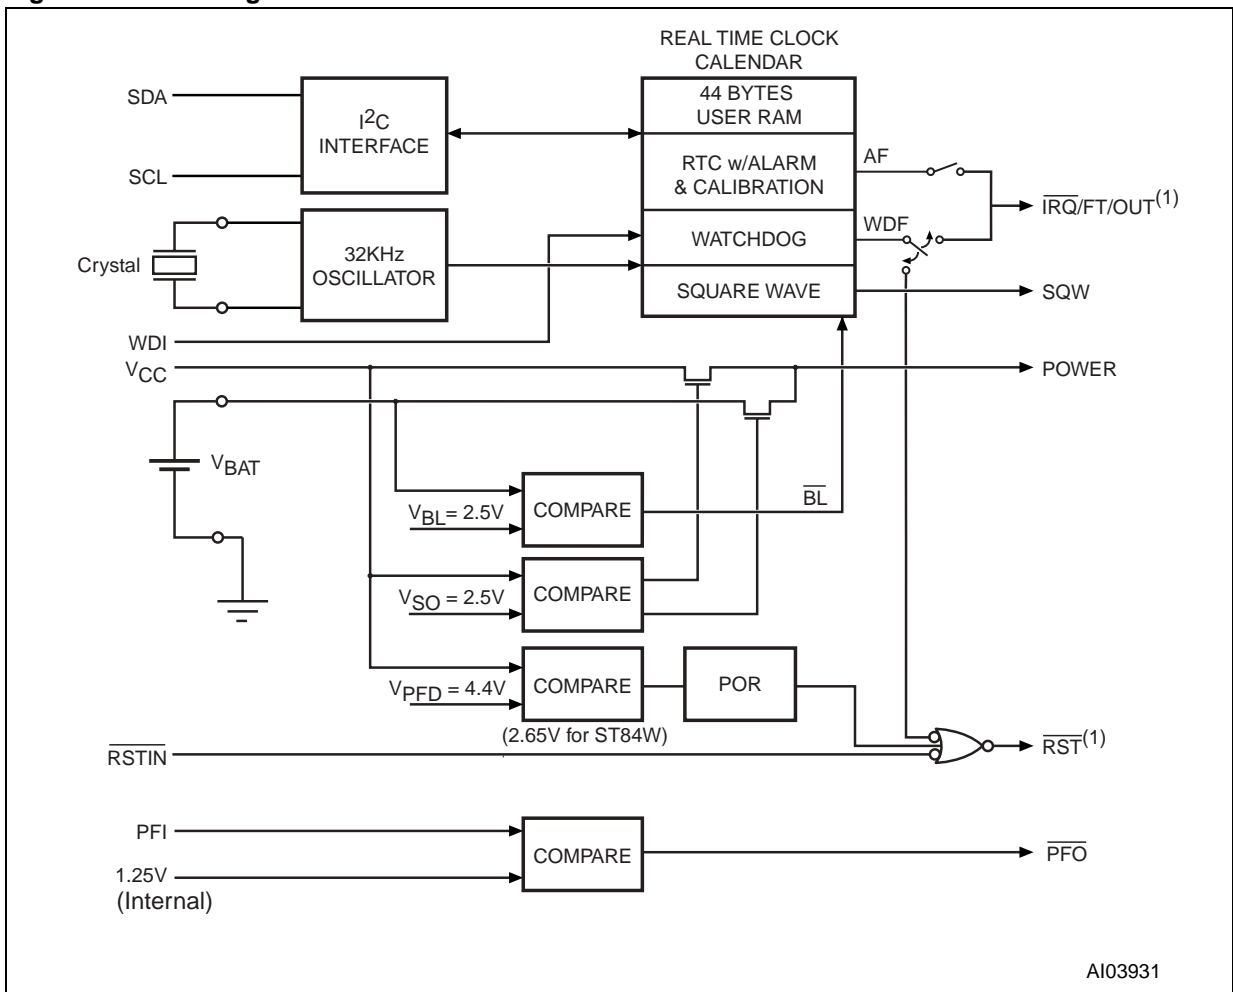 REAL TIME CLOCK
CALENDAR
SDA
SCL
I2C
INTERFACE
44 BYTES
USER RAM
RTC w/ALARM
& CALIBRATION
WATCHDOG
SQUARE WAVE
AF
WDF
IRQ/FT/OUT(1)
SQW
Crystal
32KHz
OSCILLATOR
WDI
VCC
POWER
VBAT
VBL= 2.5V
COMPARE
BL
VSO = 2.5V
COMPARE
VPFD = 4.4V
COMPARE
POR
(2.65V for ST84W)
RSTIN
RST(1)
PFI
1.25V
(Internal)
COMPARE
PFO
AI03931